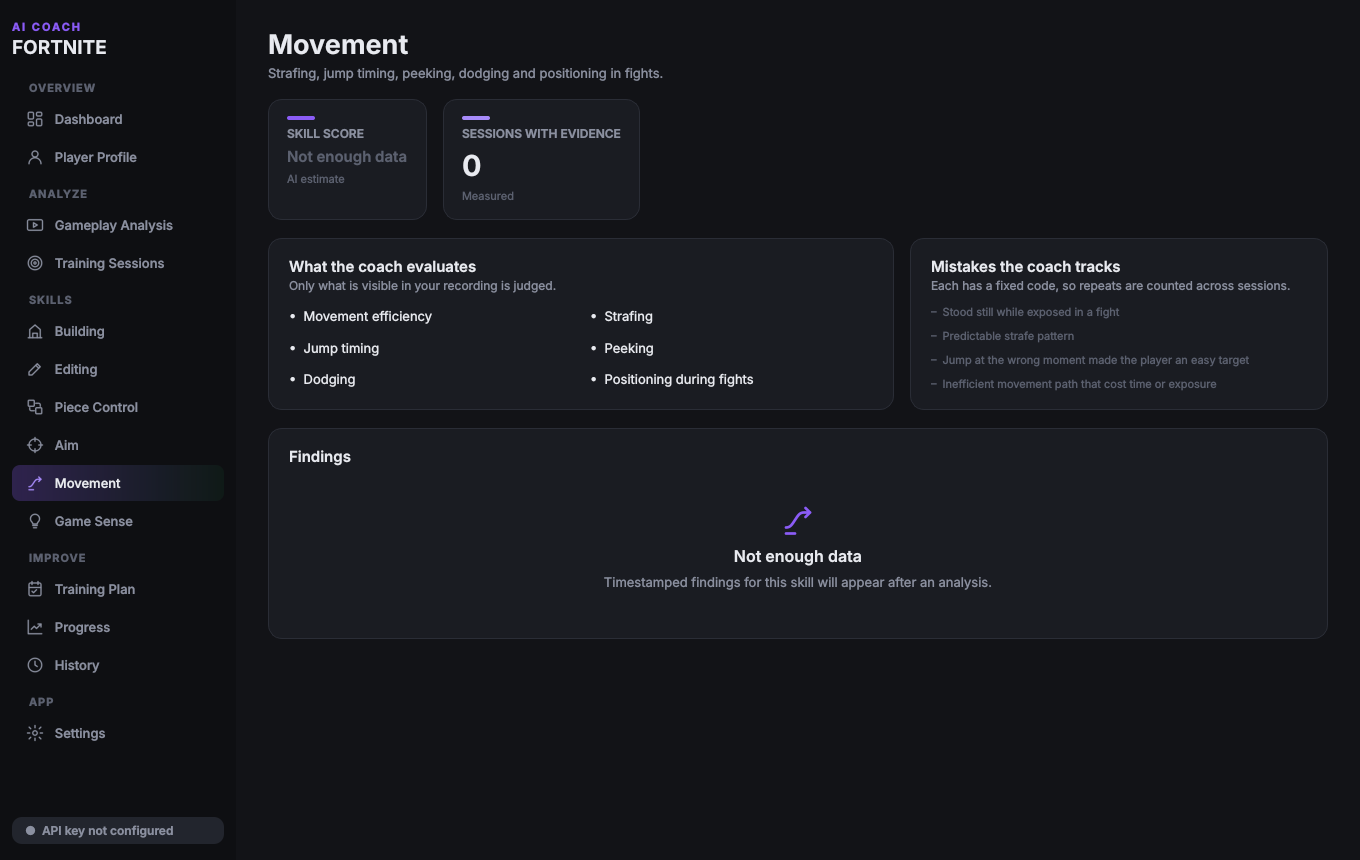 AI COACH
FORTNITE
OVERVIEW
Dashboard
Player Profile
ANALYZE
Gameplay Analysis
Training Sessions
SKILLS
Building
Editing
Piece Control
Aim
Movement
Game Sense
IMPROVE
Training Plan
Progress
History
APP
Settings
API key not configured
Movement
Strafing, jump timing, peeking, dodging and positioning in fights.
SKILL SCORE
Not enough data
AI estimate
SESSIONS WITH EVIDENCE
0
Measured
What the coach evaluates
Only what is visible in your recording is judged.
• Movement efficiency
• Strafing
• Jump timing
• Peeking
• Dodging
• Positioning during fights
Mistakes the coach tracks
Each has a fixed code, so repeats are counted across sessions.
– Stood still while exposed in a fight
– Predictable strafe pattern
– Jump at the wrong moment made the player an easy target
– Inefficient movement path that cost time or exposure
Findings
Not enough data
Timestamped findings for this skill will appear after an analysis.